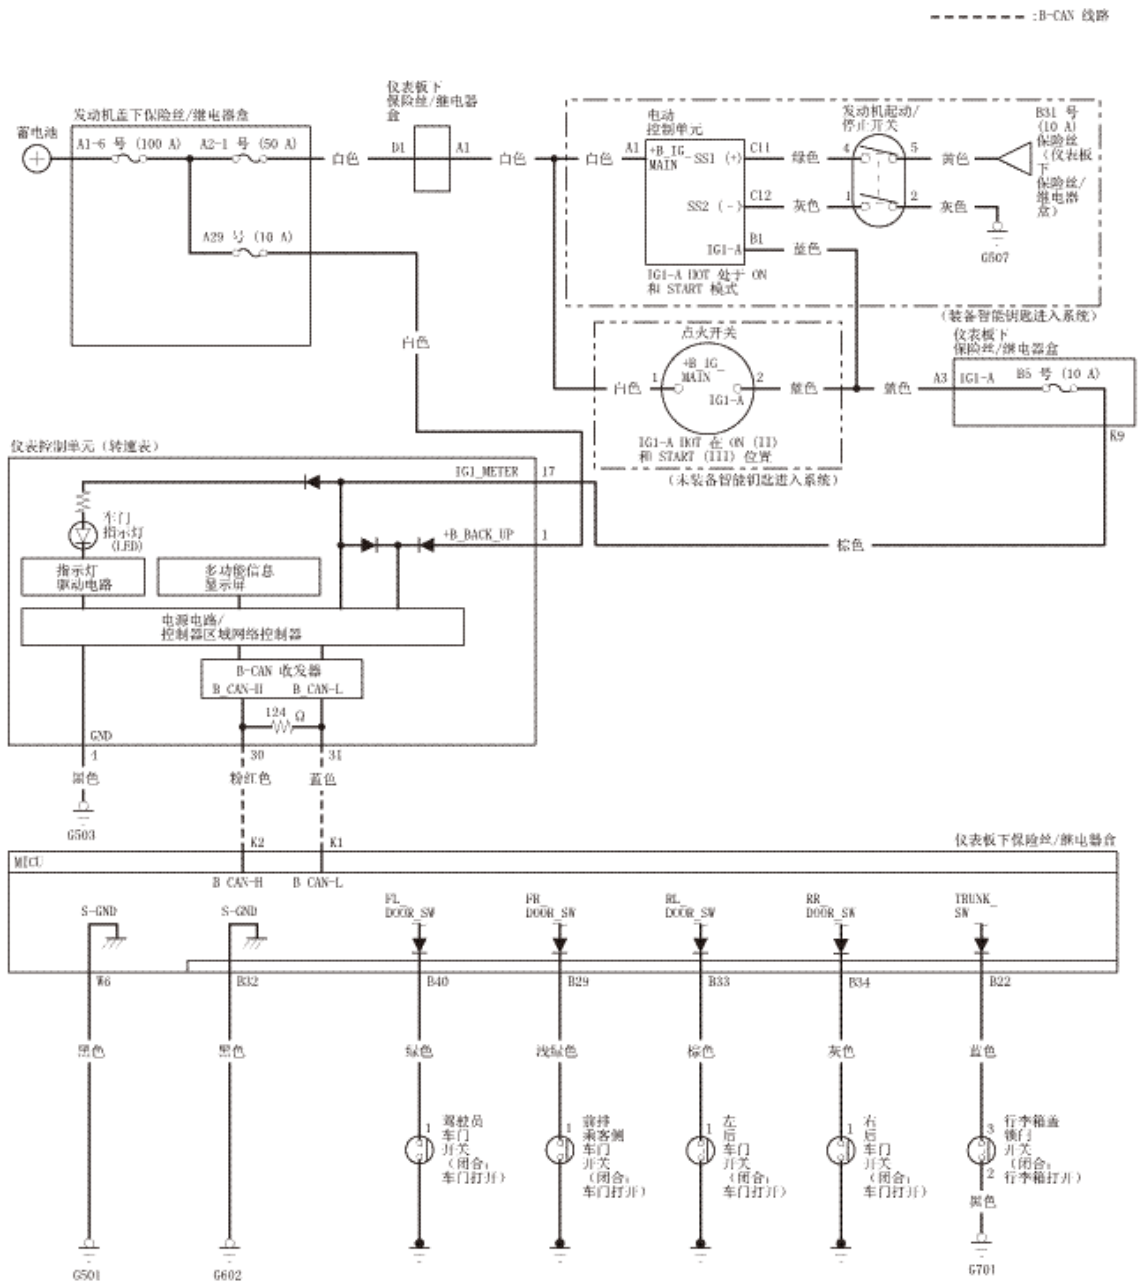 :B-CAN 线路
蓄电池
发动机盖下保险丝/继电器盒
A1-6 号 (100 A)
A2-1 号 (50 A)
A29 号 (10 A)
白色
D1
仪表板下
保险丝/继电器
盒
A1
白色
白色
A1
电动
控制单元
+B_IG_
MAIN
SS1 (+)
SS2 (-)
IG1-A
C11
C12
B1
绿色
灰色
蓝色
发动机起动/
停止开关
4
5
1
2
黄色
灰色
B31 号
(10 A)
保险丝
(仪表板
下
保险丝/
继电器
盒)
G507
IG1-A HOT 处于 ON
和 START 模式
(装备智能钥匙进入系统)
白色
点火开关
白色
1
+B_IG_
MAIN
IG1-A
2
蓝色
蓝色
IG1-A HOT 在 ON (II)
和 START (III) 位置
(未装备智能钥匙进入系统)
仪表板下
保险丝/继电器盒
A3
IG1-A
B5 号 (10 A)
K9
棕色
仪表控制单元 (转速表)
IG1_METER
17
+B_BACK_UP
1
车门
指示灯
(LED)
指示灯
驱动电路
多功能信息
显示屏
电源电路/
控制器区域网络控制器
B-CAN 收发器
B_CAN-H
B_CAN-L
124 Ω
GND
4
30
31
黑色
粉红色
蓝色
G503
K2
K1
仪表板下保险丝/继电器盒
MICU
B_CAN-H
B_CAN-L
S-GND
S-GND
FL_
DOOR_SW
FR_
DOOR_SW
RL_
DOOR_SW
RR_
DOOR_SW
TRUNK_
SW
W6
B32
B40
B29
B33
B34
B22
黑色
黑色
绿色
浅绿色
棕色
灰色
蓝色
1
驾驶员
车门
开关
(闭合:
车门打开)
1
前排
乘客侧
车门
开关
(闭合:
车门打开)
1
左
后
车门
开关
(闭合:
车门打开)
1
右
后
车门
开关
(闭合:
车门打开)
3
2
行李箱盖
锁闩
开关
(闭合:
行李箱打开)
黑色
G501
G602
G701